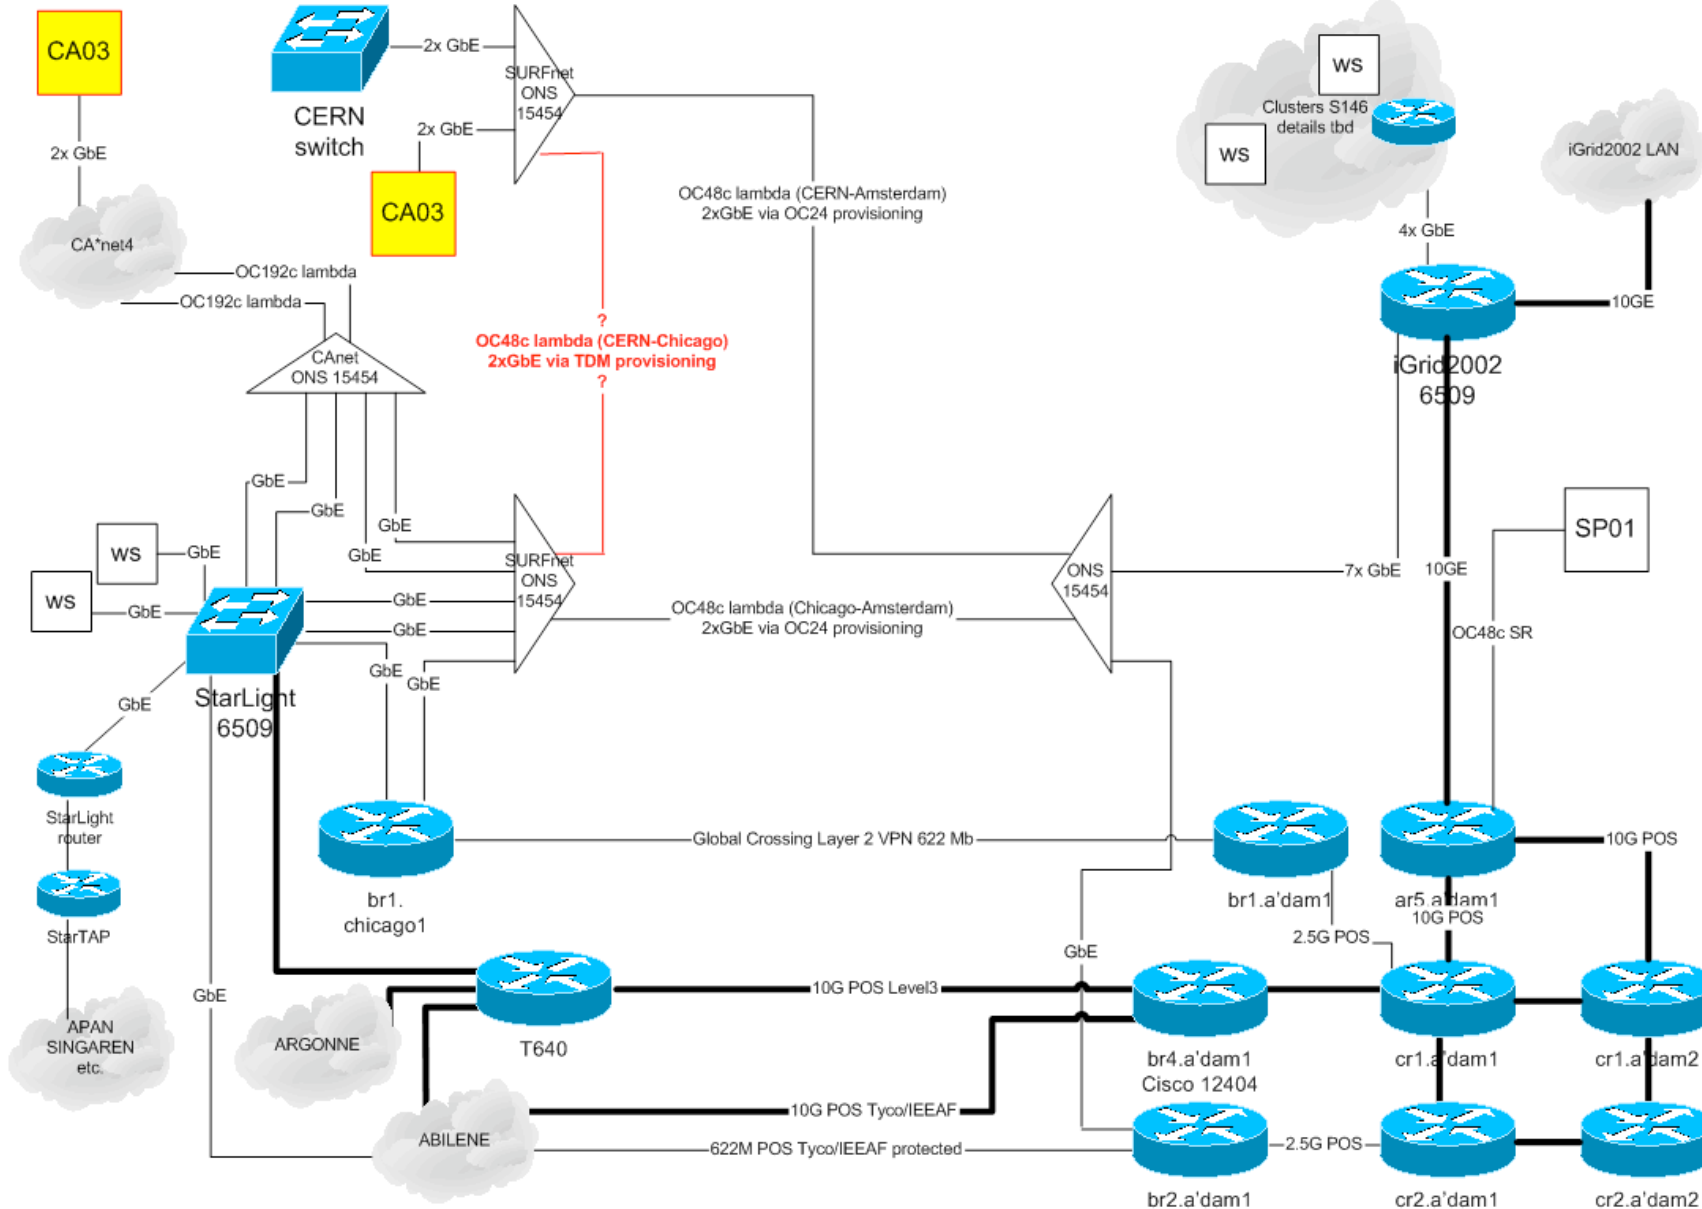 CA03
2x GbE
CA*net4
OC192c lambda
OC192c lambda
CERN
switch
2x GbE
2x GbE
CA03
SURFnet
ONS
15454
OC48c lambda (CERN-Amsterdam)
2xGbE via OC24 provisioning
?
OC48c lambda (CERN-Chicago)
2xGbE via TDM provisioning
?
WS
Clusters S146
details tbd
WS
iGrid2002 LAN
4x GbE
10GE
iGrid2002
6509
CAnet
ONS 15454
GbE
GbE
GbE
GbE
WS
GbE
WS
GbE
StarLight
6509
GbE
GbE
SURFnet
ONS
15454
GbE
GbE
OC48c lambda (Chicago-Amsterdam)
2xGbE via OC24 provisioning
ONS
15454
7x GbE
10GE
SP01
OC48c SR
GbE
StarLight
router
StarTAP
APAN
SINGAREN
etc.
GbE
br1.
chicago1
Global Crossing Layer 2 VPN 622 Mb
br1.a'dam1
ar5.a'dam1
10G POS
10G POS
2.5G POS
GbE
ARGONNE
T640
10G POS Level3
br4.a'dam1
Cisco 12404
cr1.a'dam1
cr1.a'dam2
ABILENE
10G POS Tyco/IEEAF
622M POS Tyco/IEEAF protected
2.5G POS
br2.a'dam1
cr2.a'dam1
cr2.a'dam2